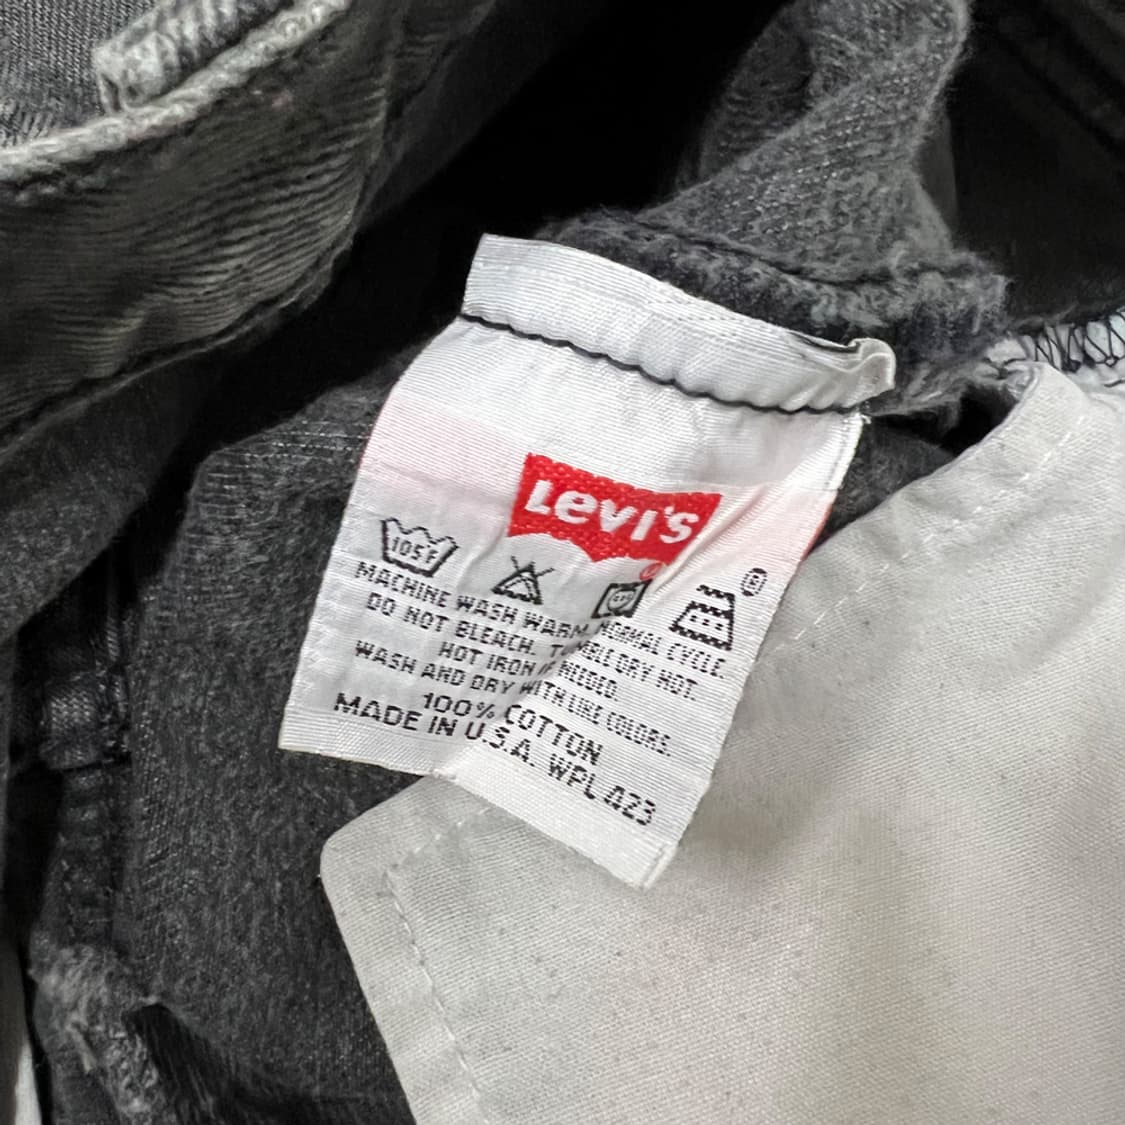 Levi's
105°F
®
MACHINE WASH WARM. NORMAL CYCLE.
DO NOT BLEACH. TUMBLE DRY HOT.
HOT IRON IF NEEDED.
WASH AND DRY WITH LIKE COLORS.
100% COTTON
MADE IN U.S.A. WPL 423